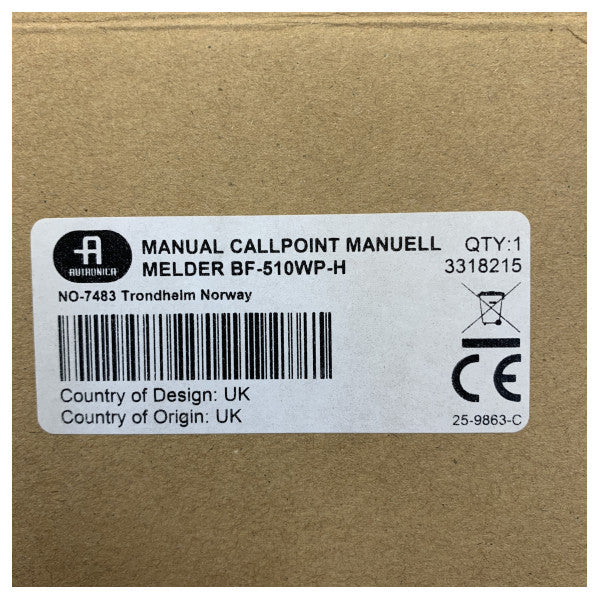 AUTRONICA
MANUAL CALLPOINT MANUELL
MELDER BF-510WP-H
QTY:1
3318215
NO-7483 Trondheim Norway
CE
Country of Design: UK
Country of Origin: UK
25-9863-C